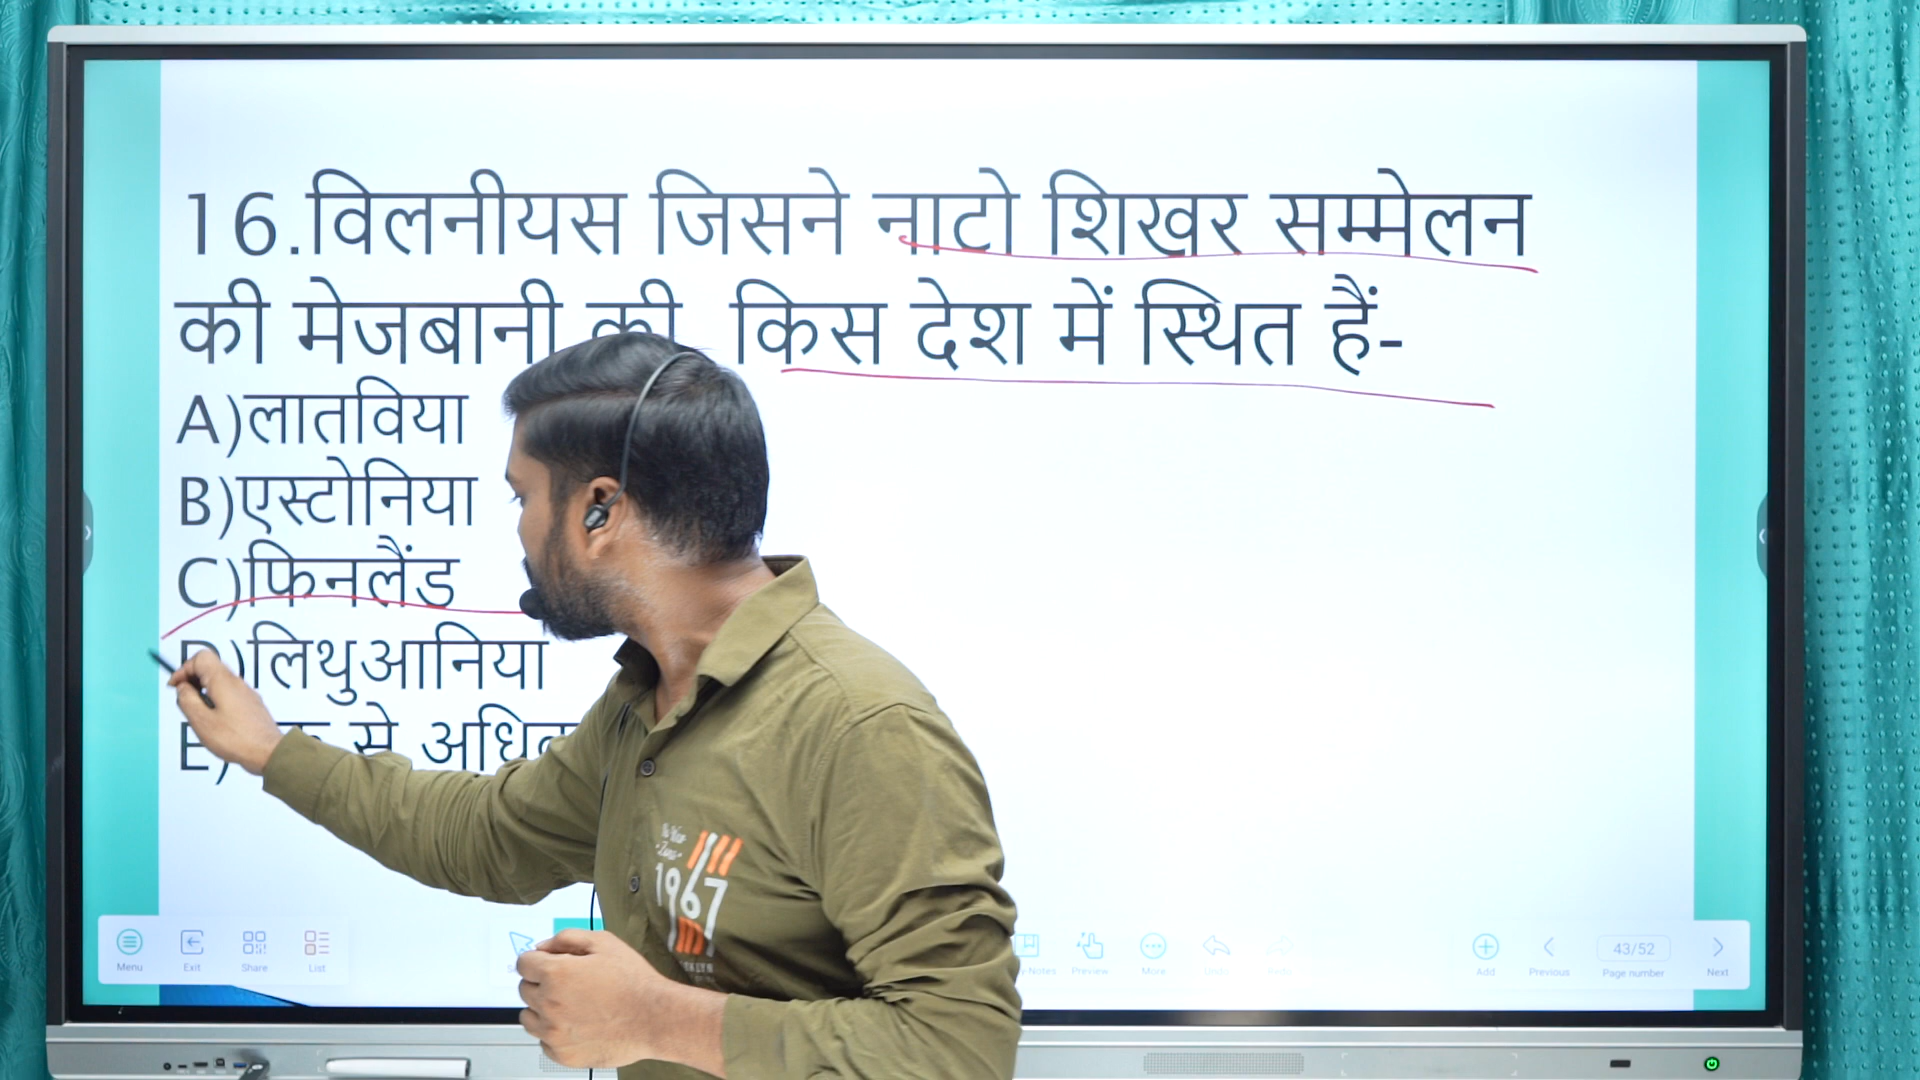 16.विलनीयस जिसने नाटो शिखर सम्मेलन
की मेजबानी की किस देश में स्थित हैं-
A)लातविया
B)एस्टोनिया
C)फिनलैंड
D)लिथुआनिया
E) से
1967
Menu Exit Share List Notes Preview More Undo Redo Add Previous 43/52 Page number Next